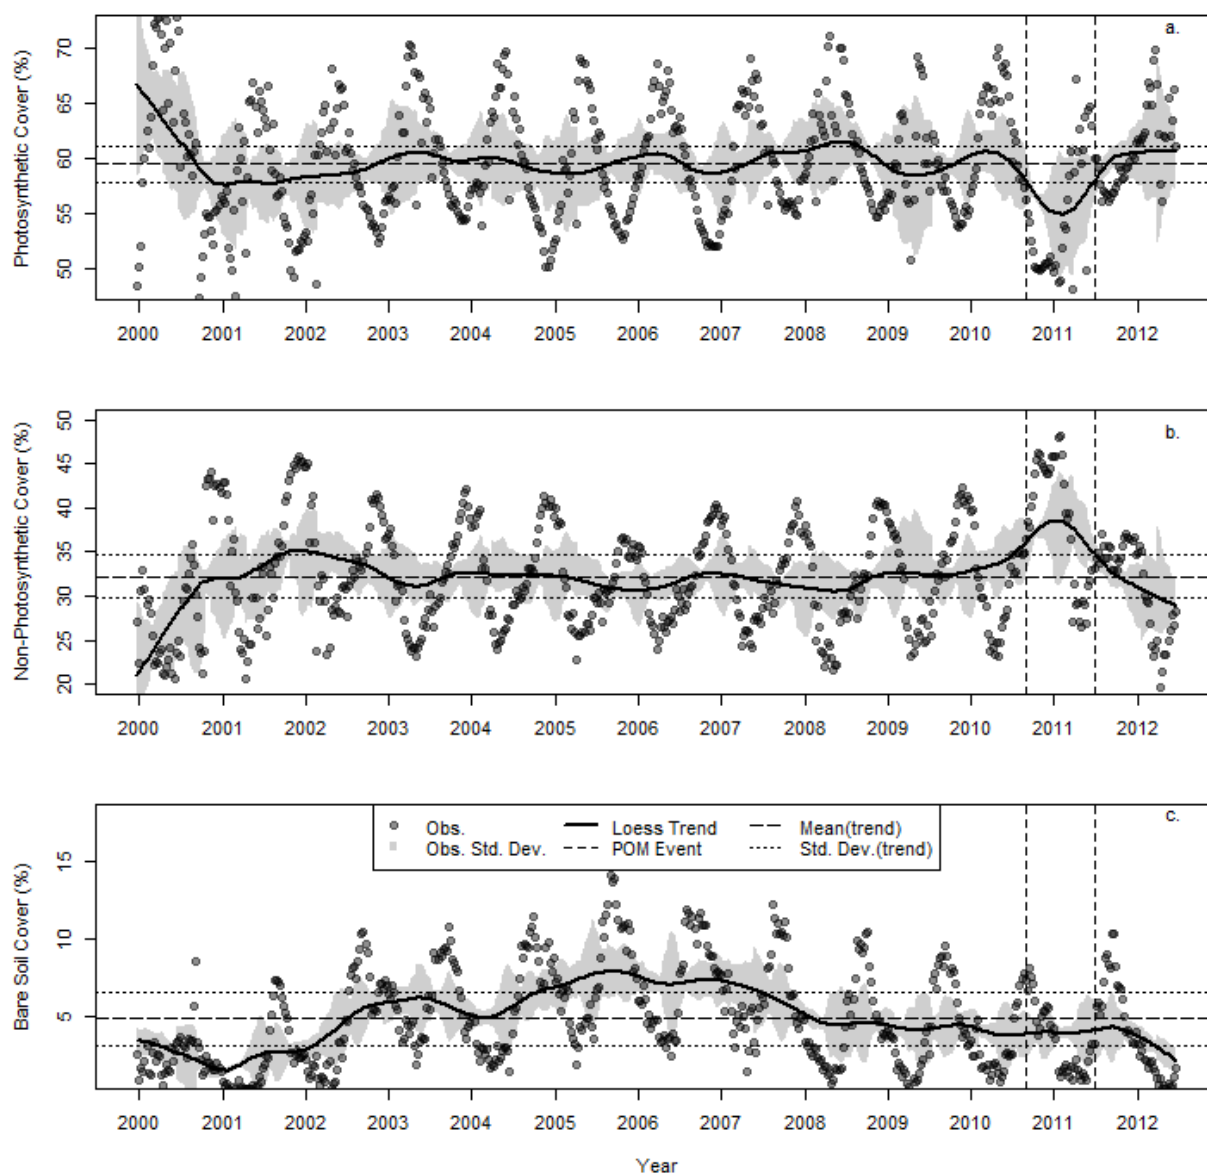 a.
Photosynthetic Cover (%)
70
65
60
55
50
2000 2001 2002 2003 2004 2005 2006 2007 2008 2009 2010 2011 2012
b.
Non-Photosynthetic Cover (%)
50
45
40
35
30
25
20
2000 2001 2002 2003 2004 2005 2006 2007 2008 2009 2010 2011 2012
c.
Bare Soil Cover (%)
Obs. Loess Trend Mean(trend)
Obs. Std. Dev. POM Event Std. Dev.(trend)
15
10
5
2000 2001 2002 2003 2004 2005 2006 2007 2008 2009 2010 2011 2012
Year